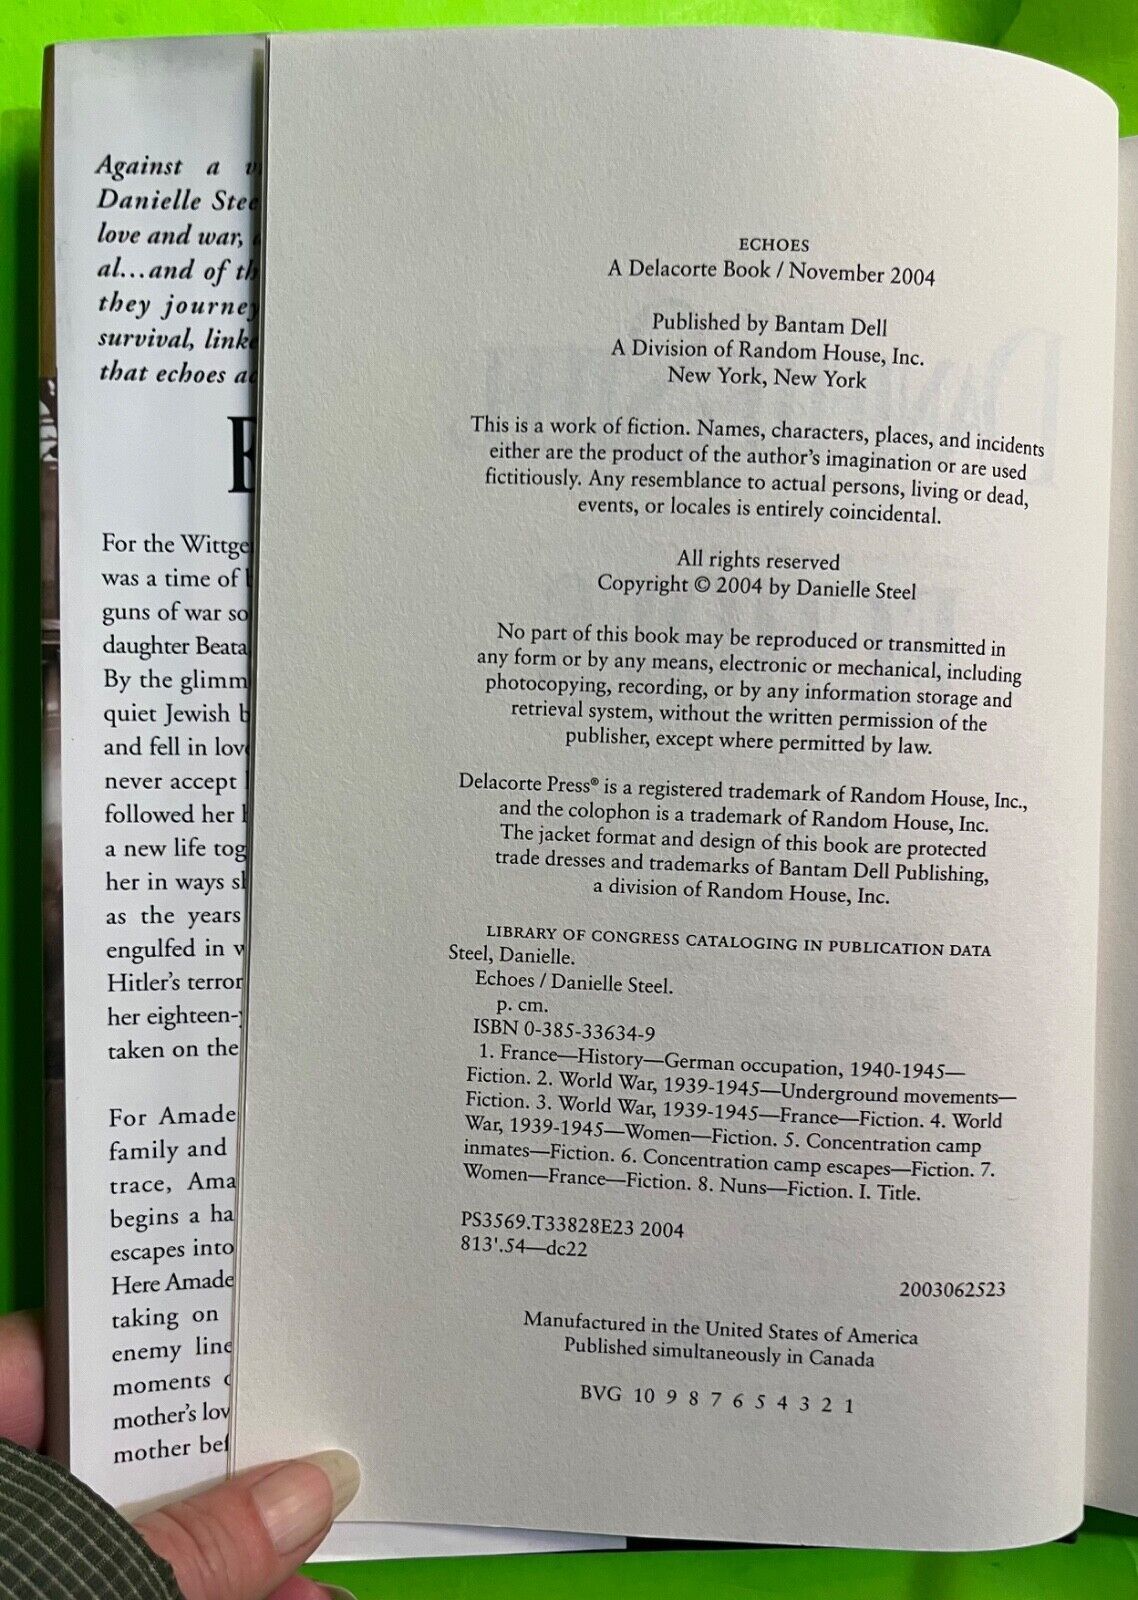 Against a
Danielle
love and war,
al...and of
they journey
survival,
that echoes
For the
was a time of
guns of war
daughter Beata
By the
quiet Jewish
and fell in
never accept
followed her
a new life
her in ways
as the years
engulfed in
Hitler's terror
her
taken on the
For
family and
trace,
begins a
escapes into
Here
taking on
enemy
moments
mother's
mother
ECHOES
A Delacorte Book / November 2004
Published by Bantam Dell
A Division of Random House, Inc.
New York, New York
This is a work of fiction. Names, characters, places, and incidents
either are the product of the author's imagination or are used
fictitiously. Any resemblance to actual persons, living or dead,
events, or locales is entirely coincidental.
All rights reserved
Copyright © 2004 by Danielle Steel
No part of this book may be reproduced or transmitted in
any form or by any means, electronic or mechanical, including
photocopying, recording, or by any information storage and
retrieval system, without the written permission of the
publisher, except where permitted by law.
Delacorte Press® is a registered trademark of Random House, Inc.,
and the colophon is a trademark of Random House, Inc.
The jacket format and design of this book are protected
trade dresses and trademarks of Bantam Dell Publishing,
a division of Random House, Inc.
LIBRARY OF CONGRESS CATALOGING IN PUBLICATION DATA
Steel, Danielle.
Echoes / Danielle Steel.
p. cm.
ISBN 0-385-33634-9
1. France—History—German occupation, 1940-1945—
Fiction. 2. World War, 1939-1945—Underground movements—
Fiction. 3. World War, 1939-1945—France—Fiction. 4. World
War, 1939-1945—Women—Fiction. 5. Concentration camp
inmates—Fiction. 6. Concentration camp escapes—Fiction. 7.
Women—France—Fiction. 8. Nuns—Fiction. I. Title.
PS3569.T33828E23 2004
813'.54—dc22
2003062523
Manufactured in the United States of America
Published simultaneously in Canada
BVG 10 9 8 7 6 5 4 3 2 1